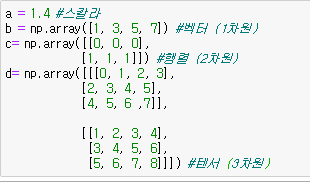 a = 1.4 #스칼라
b = np.array([1, 3, 5, 7]) #벡터 (1차원)
c= np.array([[0, 0, 0],
[1, 1, 1]]) #행렬 (2차원)
d= np.array([[[0, 1, 2, 3],
[2, 3, 4, 5],
[4, 5, 6 ,7]],
[[1, 2, 3, 4],
[3, 4, 5, 6],
[5, 6, 7, 8]]]) #텐서 (3차원)